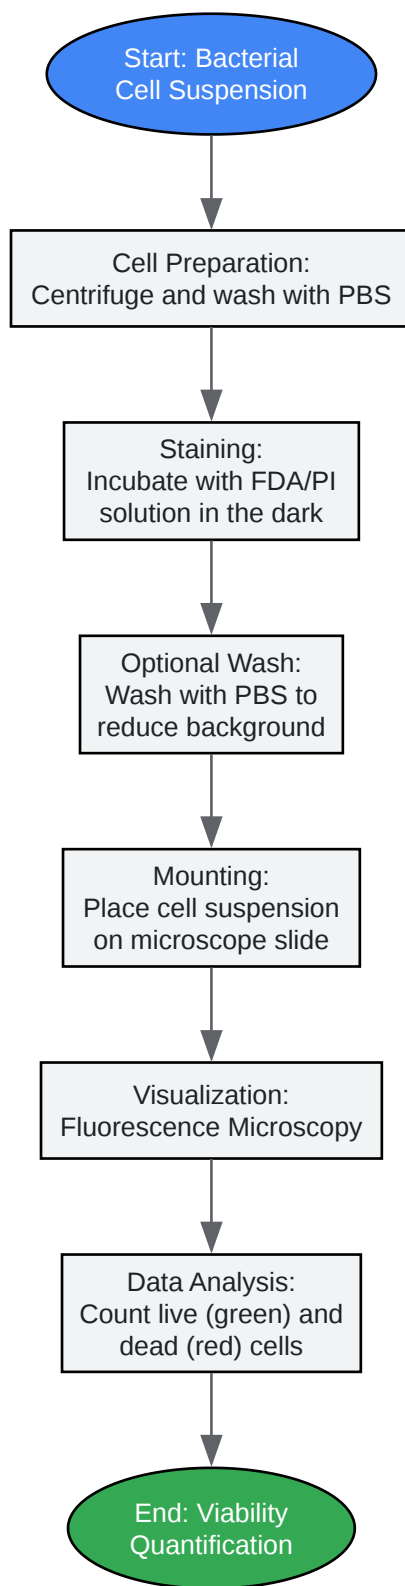 Start: Bacterial
Cell Suspension
Cell Preparation:
Centrifuge and wash with PBS
Staining:
Incubate with FDA/PI
solution in the dark
Optional Wash:
Wash with PBS to
reduce background
Mounting:
Place cell suspension
on microscope slide
Visualization:
Fluorescence Microscopy
Data Analysis:
Count live (green) and
dead (red) cells
End: Viability
Quantification